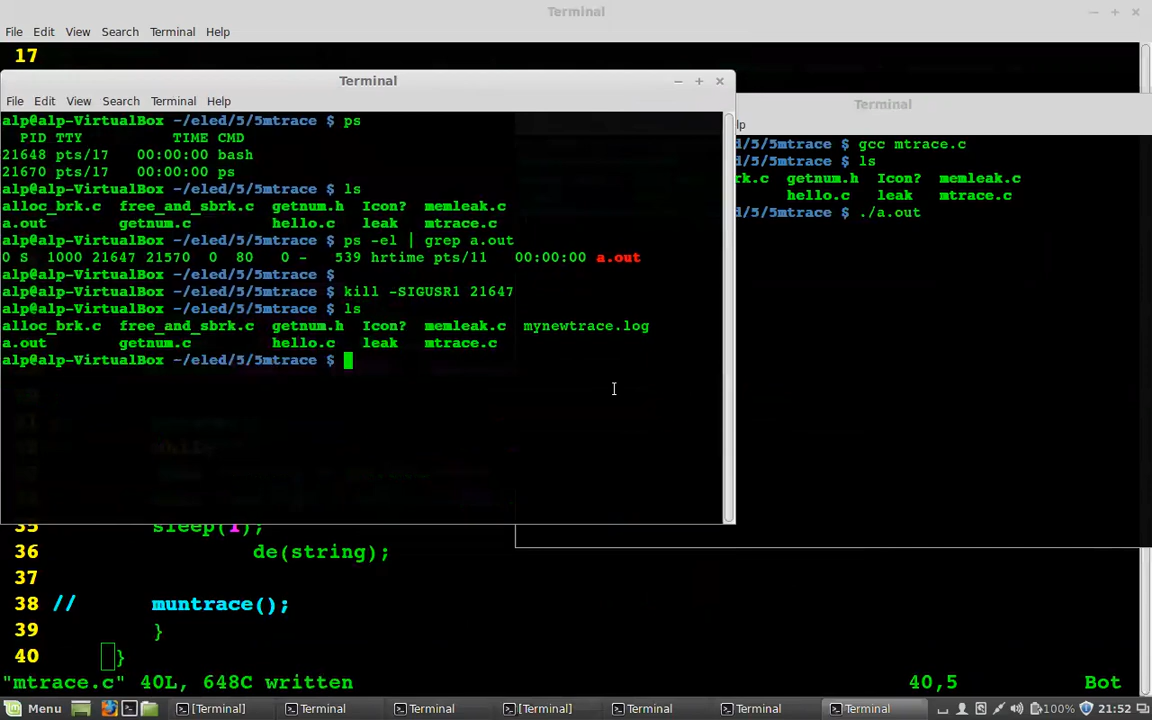 Terminal
File Edit View Search Terminal Help
17
Terminal
File Edit View Search Terminal Help
alp@alp-VirtualBox ~/eled/5/5mtrace $ ps
PID TTY TIME CMD
21648 pts/17 00:00:00 bash
21670 pts/17 00:00:00 ps
alp@alp-VirtualBox ~/eled/5/5mtrace $ ls
alloc_brk.c free_and_sbrk.c getnum.h Icon? memleak.c
a.out getnum.c hello.c leak mtrace.c
alp@alp-VirtualBox ~/eled/5/5mtrace $ ps -el | grep a.out
0 S 1000 21647 21570 0 80 0 - 539 hrtime pts/11 00:00:00 a.out
alp@alp-VirtualBox ~/eled/5/5mtrace $
alp@alp-VirtualBox ~/eled/5/5mtrace $ kill -SIGUSR1 21647
alp@alp-VirtualBox ~/eled/5/5mtrace $ ls
alloc_brk.c free_and_sbrk.c getnum.h Icon? memleak.c mynewtrace.log
a.out getnum.c hello.c leak mtrace.c
alp@alp-VirtualBox ~/eled/5/5mtrace $
Terminal
lp
d/5/5mtrace $ gcc mtrace.c
d/5/5mtrace $ ls
rk.c getnum.h Icon? memleak.c
hello.c leak mtrace.c
d/5/5mtrace $ ./a.out
35 sleep(1);
36 de(string);
37
38 // muntrace();
39 }
40 }
"mtrace.c" 40L, 648C written 40,5 Bot
Menu [Terminal] Terminal Terminal [Terminal] Terminal Terminal Terminal 100% 21:52